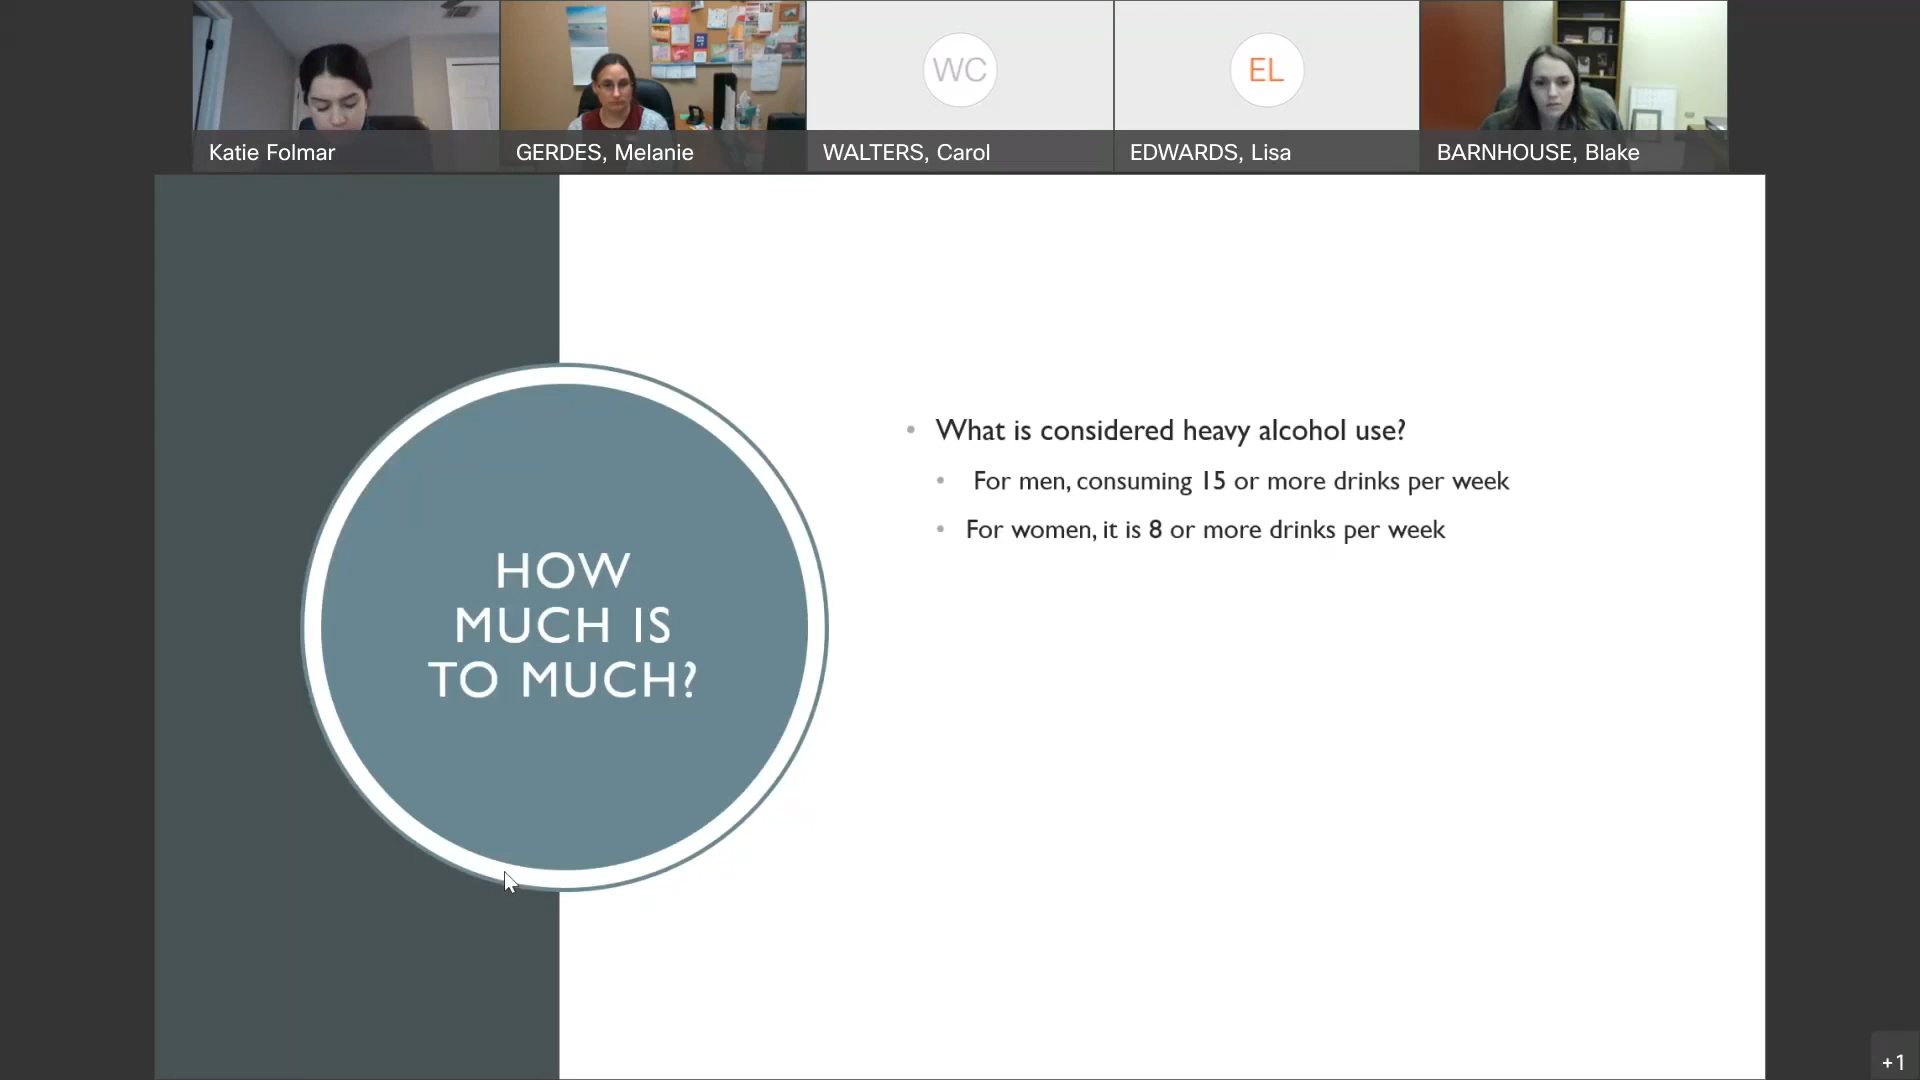 WC
EL
Katie Folmar
GERDES, Melanie
WALTERS, Carol
EDWARDS, Lisa
BARNHOUSE, Blake
HOW
MUCH IS
TO MUCH?
• What is considered heavy alcohol use?
• For men, consuming 15 or more drinks per week
• For women, it is 8 or more drinks per week
+1